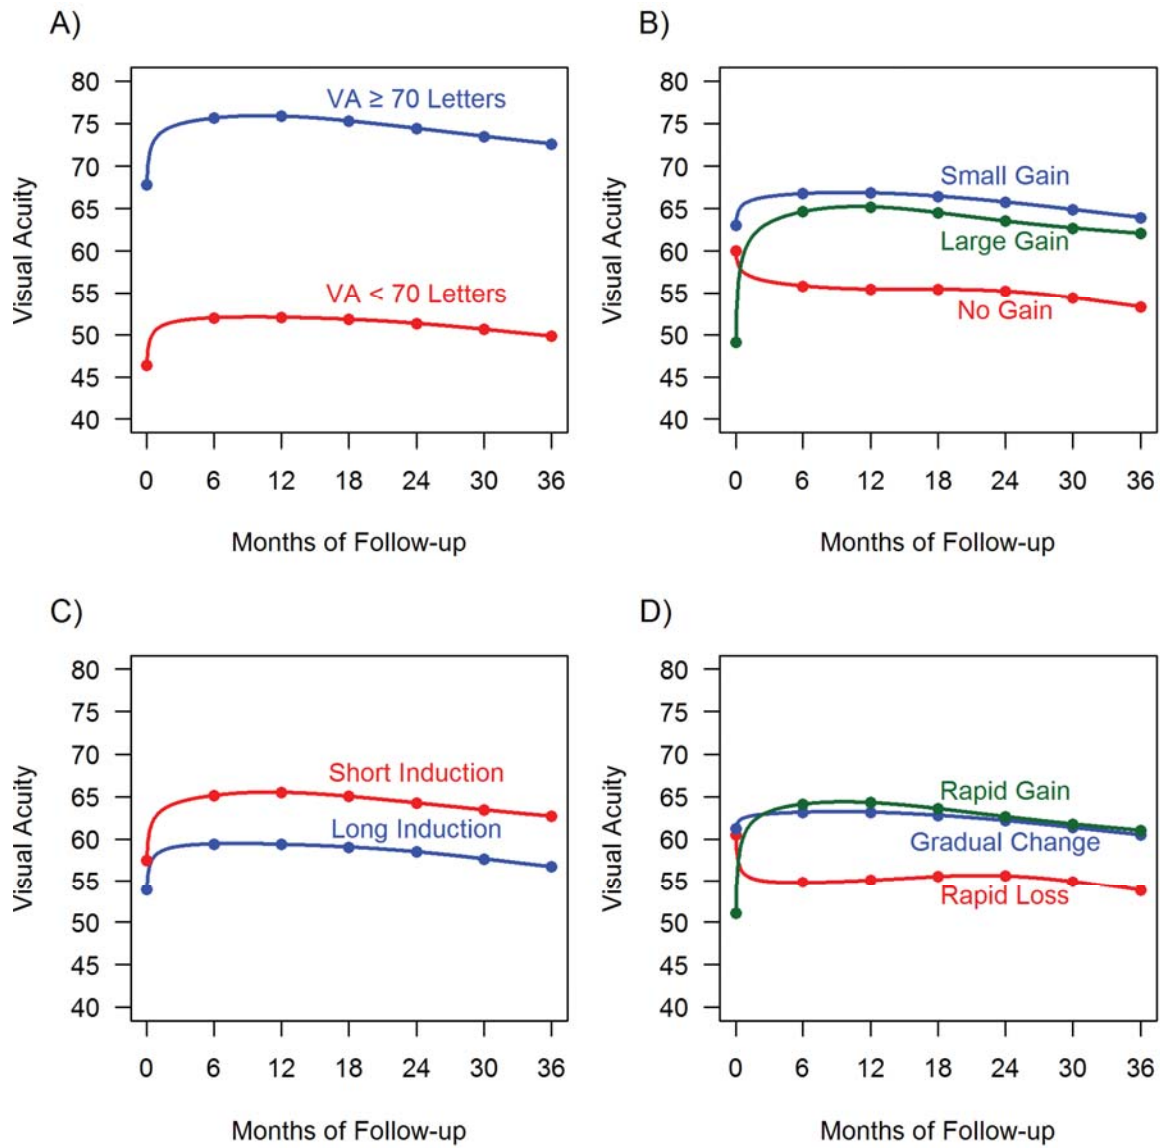 A)
80
75
70
65
60
55
50
45
40
Visual Acuity
VA ≥ 70 Letters
VA < 70 Letters
0 6 12 18 24 30 36
Months of Follow-up
B)
80
75
70
65
60
55
50
45
40
Visual Acuity
Small Gain
Large Gain
No Gain
0 6 12 18 24 30 36
Months of Follow-up
C)
80
75
70
65
60
55
50
45
40
Visual Acuity
Short Induction
Long Induction
0 6 12 18 24 30 36
Months of Follow-up
D)
80
75
70
65
60
55
50
45
40
Visual Acuity
Rapid Gain
Gradual Change
Rapid Loss
0 6 12 18 24 30 36
Months of Follow-up